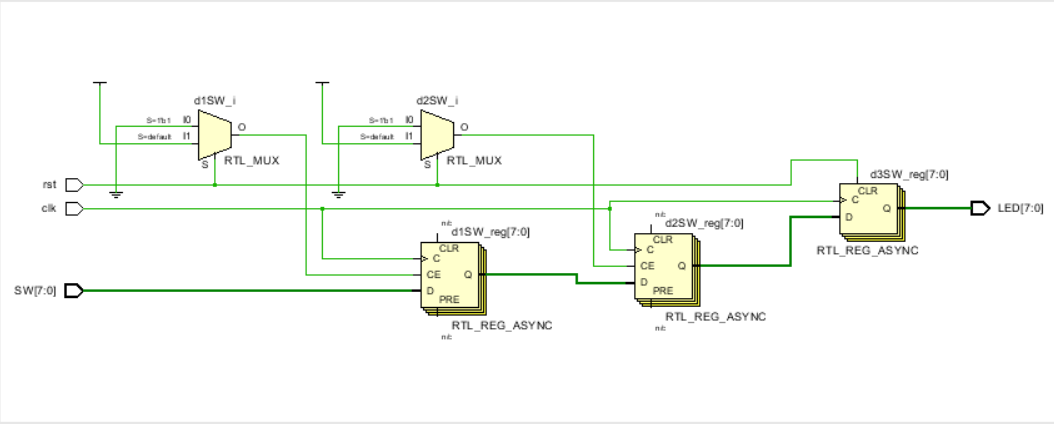 d1SW_i
d2SW_i
S=1'b1 I0
S=default I1
O
S
RTL_MUX
S=1'b1 I0
S=default I1
O
S
RTL_MUX
rst
clk
SW[7:0]
n/c
d1SW_reg[7:0]
CLR
C
CE
D
Q
PRE
RTL_REG_ASYNC
n/c
n/c
d2SW_reg[7:0]
CLR
C
CE
D
Q
PRE
RTL_REG_ASYNC
n/c
d3SW_reg[7:0]
CLR
C
D
Q
RTL_REG_ASYNC
LED[7:0]